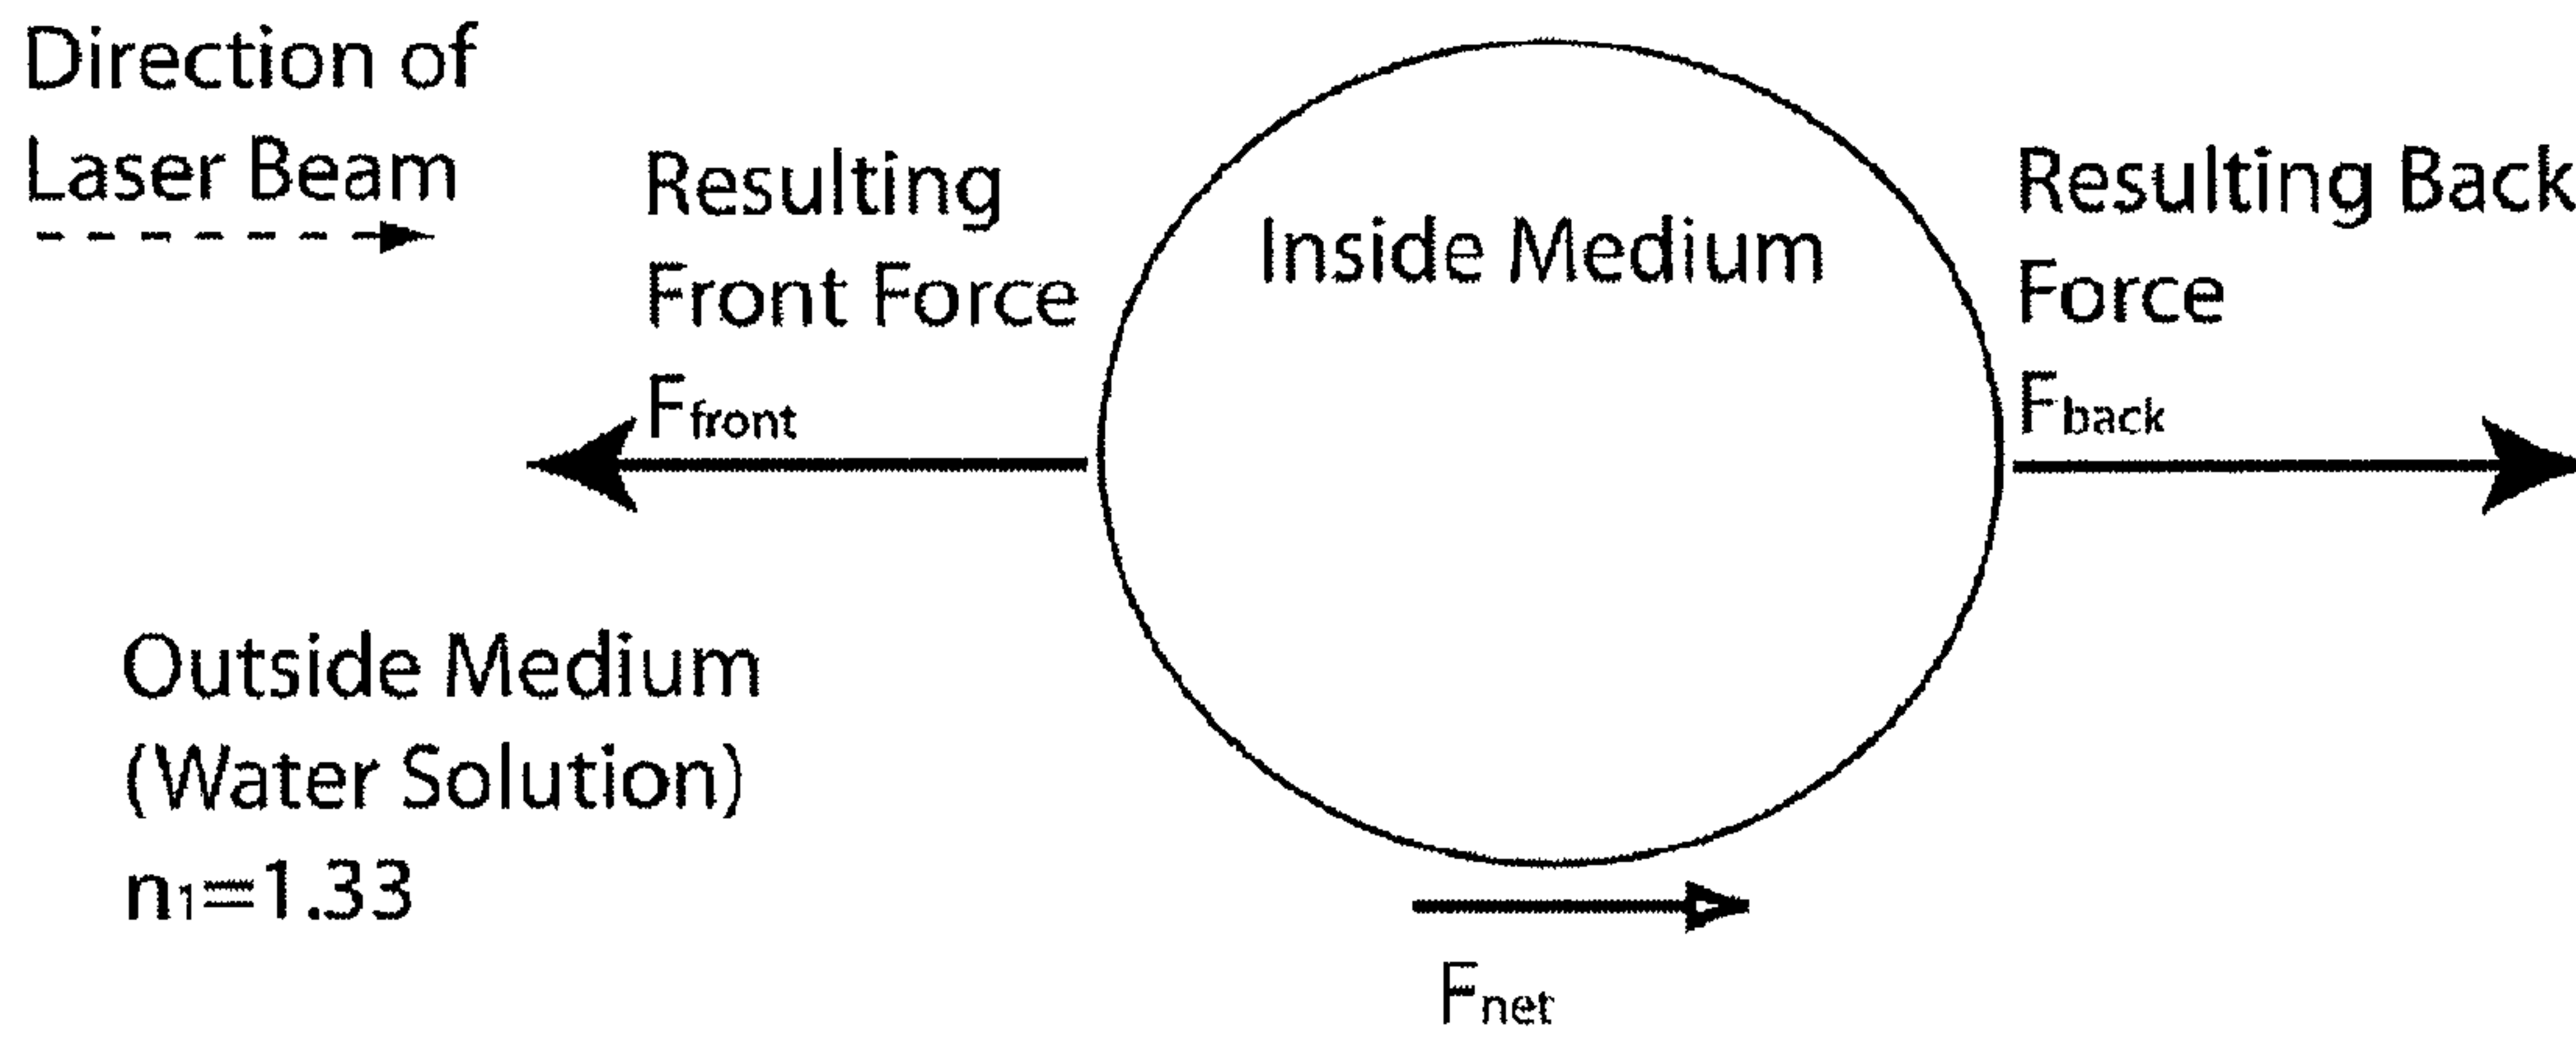 Direction of
Laser Beam
Resulting
Front Force
Ffront
Inside Medium
Resulting Back
Force
Fback
Outside Medium
(Water Solution)
n1=1.33
Fnet